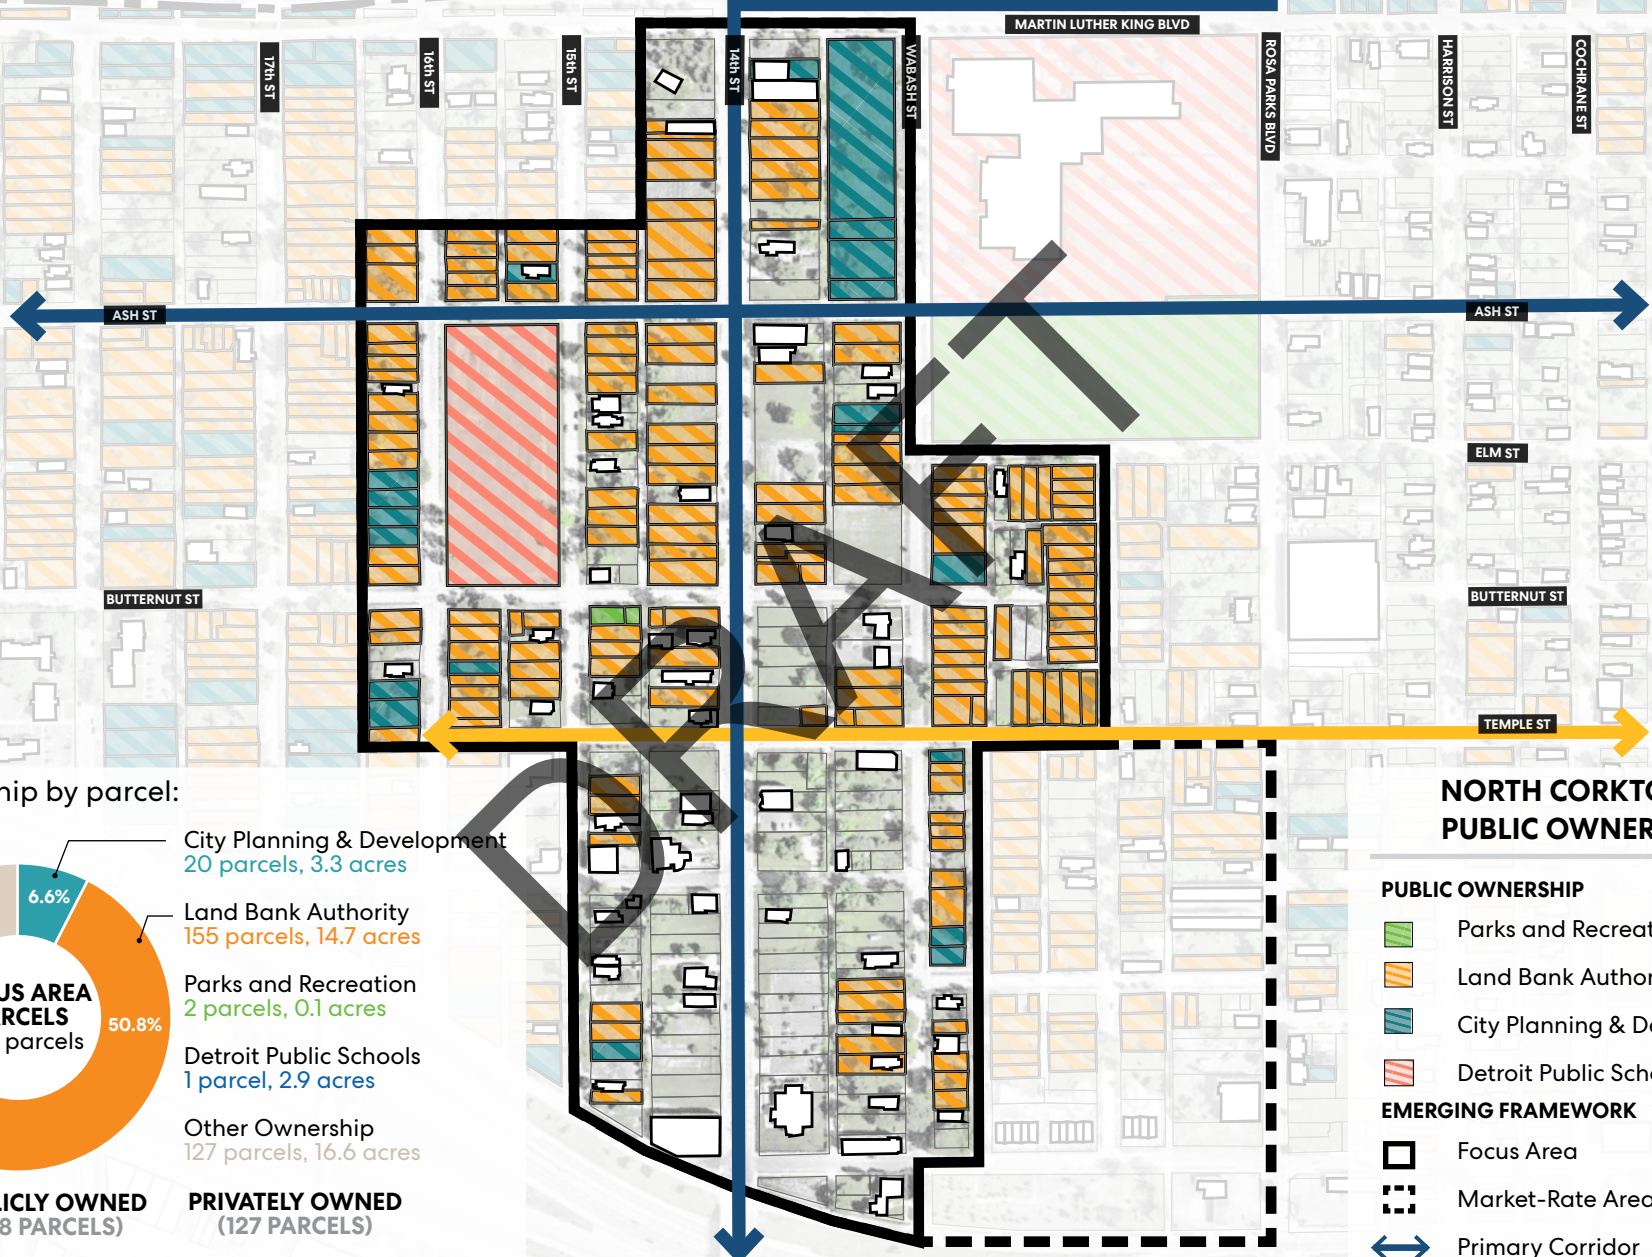 MARTIN LUTHER KING BLVD
17th ST
16th ST
15th ST
14th ST
WABASH ST
ROSA PARKS BLVD
HARRISON ST
COCHRANE ST
ASH ST
ASH ST
ELM ST
BUTTERNUT ST
BUTTERNUT ST
TEMPLE ST
DRAFT
hip by parcel:
City Planning & Development
20 parcels, 3.3 acres
6.6%
Land Bank Authority
155 parcels, 14.7 acres
Parks and Recreation
2 parcels, 0.1 acres
US AREA
RCELS
parcels
50.8%
Detroit Public Schools
1 parcel, 2.9 acres
Other Ownership
127 parcels, 16.6 acres
LICLY OWNED
8 PARCELS)
PRIVATELY OWNED
(127 PARCELS)
NORTH CORKTO
PUBLIC OWNER
PUBLIC OWNERSHIP
Parks and Recreat
Land Bank Author
City Planning & De
Detroit Public Scho
EMERGING FRAMEWORK
Focus Area
Market-Rate Area
Primary Corridor